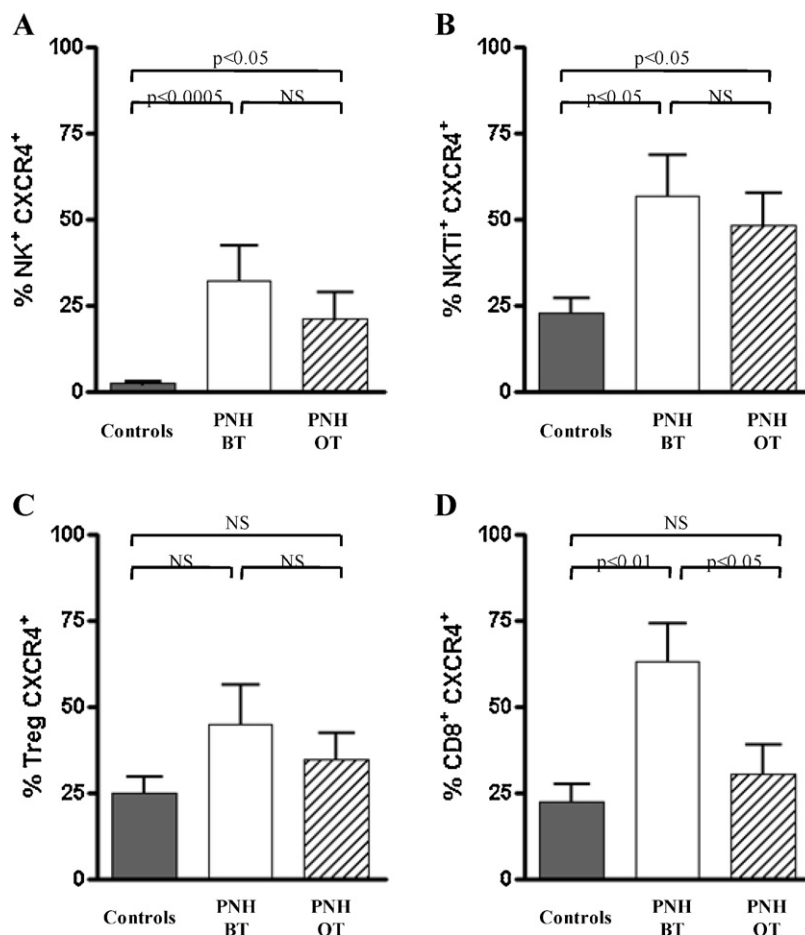 A
100
75
50
25
0
% NK+ CXCR4+
p<0.05
p<0.0005
NS
Controls
PNH
BT
PNH
OT
B
100
75
50
25
0
% NKTi+ CXCR4+
p<0.05
p<0.05
NS
Controls
PNH
BT
PNH
OT
C
100
75
50
25
0
% Treg CXCR4+
NS
NS
NS
Controls
PNH
BT
PNH
OT
D
100
75
50
25
0
% CD8+ CXCR4+
NS
p<0.01
p<0.05
Controls
PNH
BT
PNH
OT